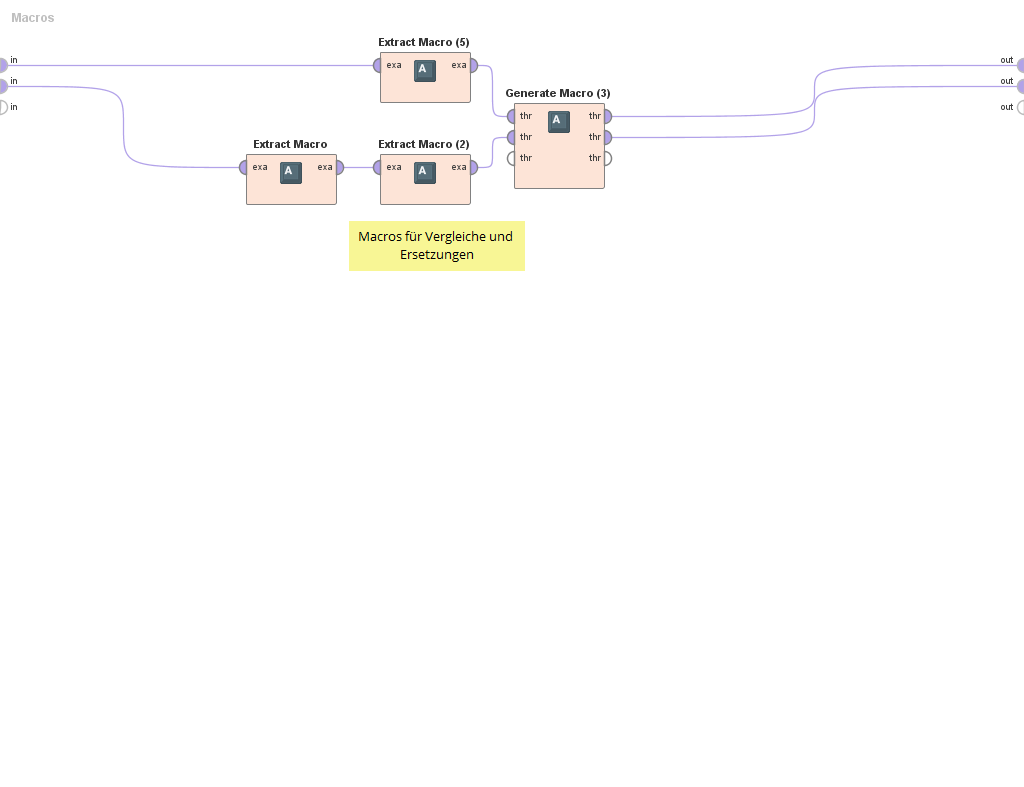 Macros
in
in
in
Extract Macro (5)
exa
A
exa
Generate Macro (3)
thr
A
thr
thr
thr
thr
thr
Extract Macro
exa
A
exa
Extract Macro (2)
exa
A
exa
Macros für Vergleiche und
Ersetzungen
out
out
out